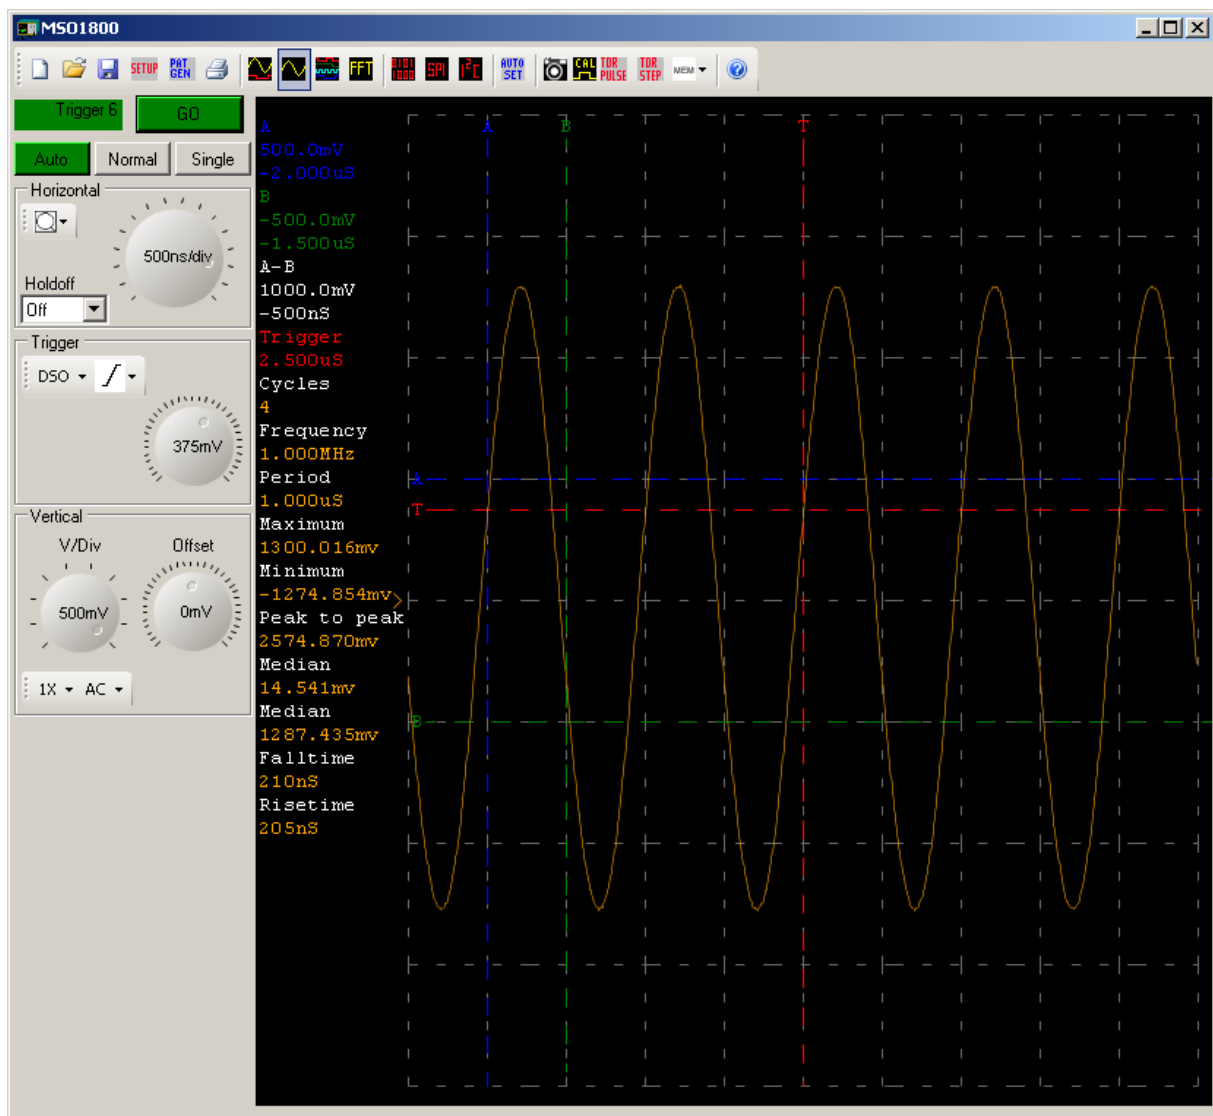 MSO1800
SETUP PAT GEN FFT 0101 1000 SPI I²C AUTO SET CAL TDR PULSE TDR STEP MEM ?
Trigger 6 GO
Auto Normal Single
Horizontal
500ns/div
Holdoff
Off
Trigger
DSO
375mV
Vertical
V/Div Offset
500mV 0mV
1X AC
A
500.0mV
-2.000uS
B
-500.0mV
-1.500uS
A-B
1000.0mV
-500nS
Trigger
2.500uS
Cycles
4
Frequency
1.000MHz
Period
1.000uS
Maximum
1300.016mv
Minimum
-1274.854mv
Peak to peak
2574.870mv
Median
14.541mv
Median
1287.435mv
Falltime
210nS
Risetime
205nS
A B T
A
T
B